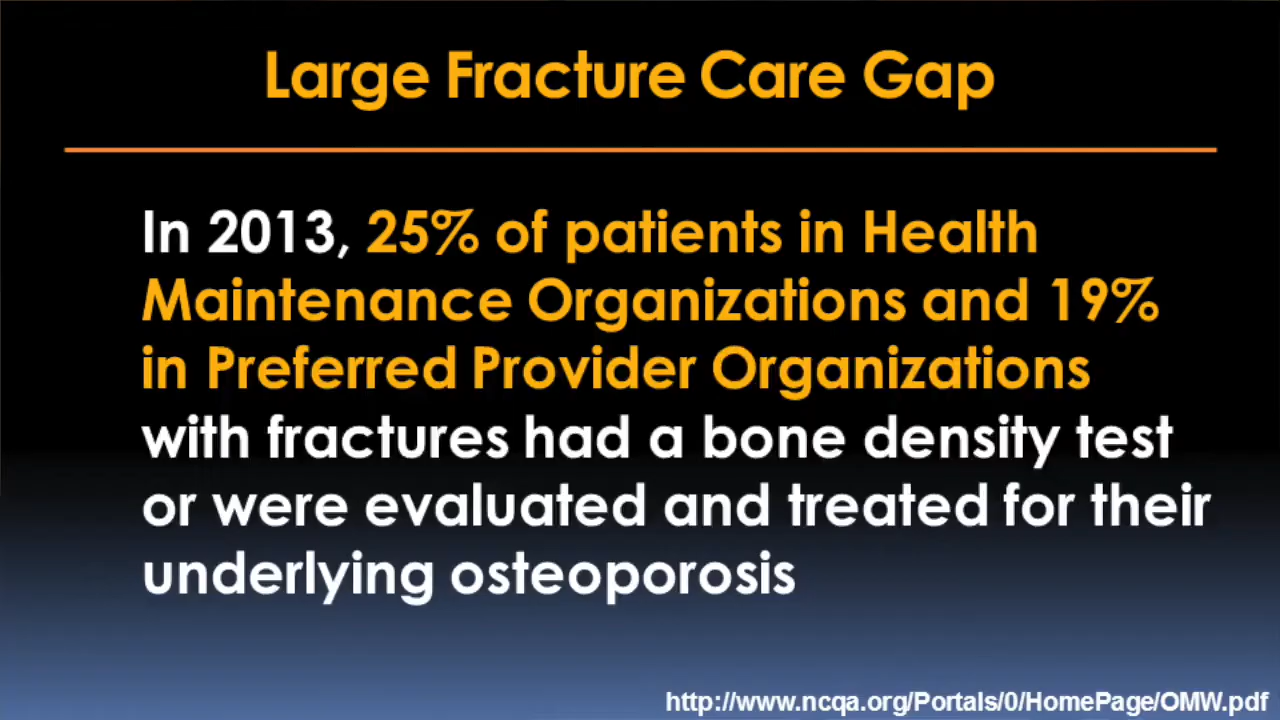 Large Fracture Care Gap
In 2013, 25% of patients in Health
Maintenance Organizations and 19%
in Preferred Provider Organizations
with fractures had a bone density test
or were evaluated and treated for their
underlying osteoporosis
http://www.ncqa.org/Portals/0/HomePage/OMW.pdf